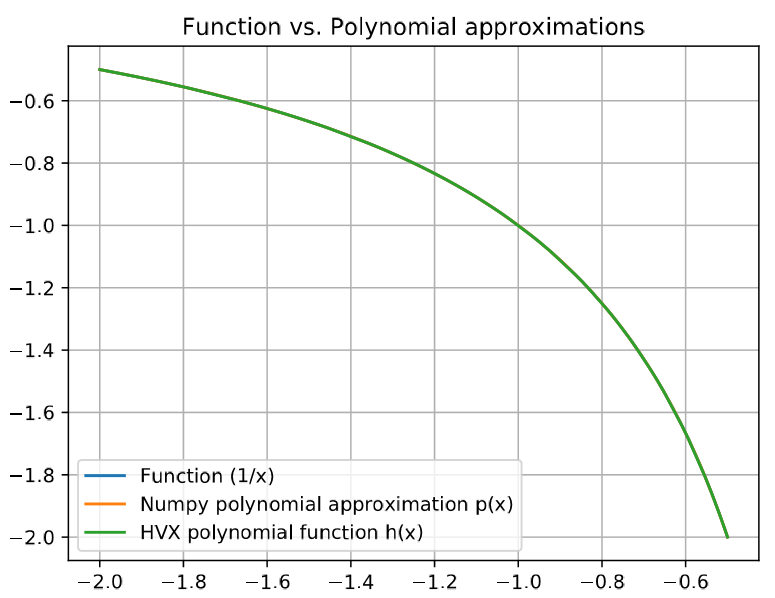 Function vs. Polynomial approximations
−0.6
−0.8
−1.0
−1.2
−1.4
−1.6
−1.8
−2.0
Function (1/x)
Numpy polynomial approximation p(x)
HVX polynomial function h(x)
−2.0 −1.8 −1.6 −1.4 −1.2 −1.0 −0.8 −0.6